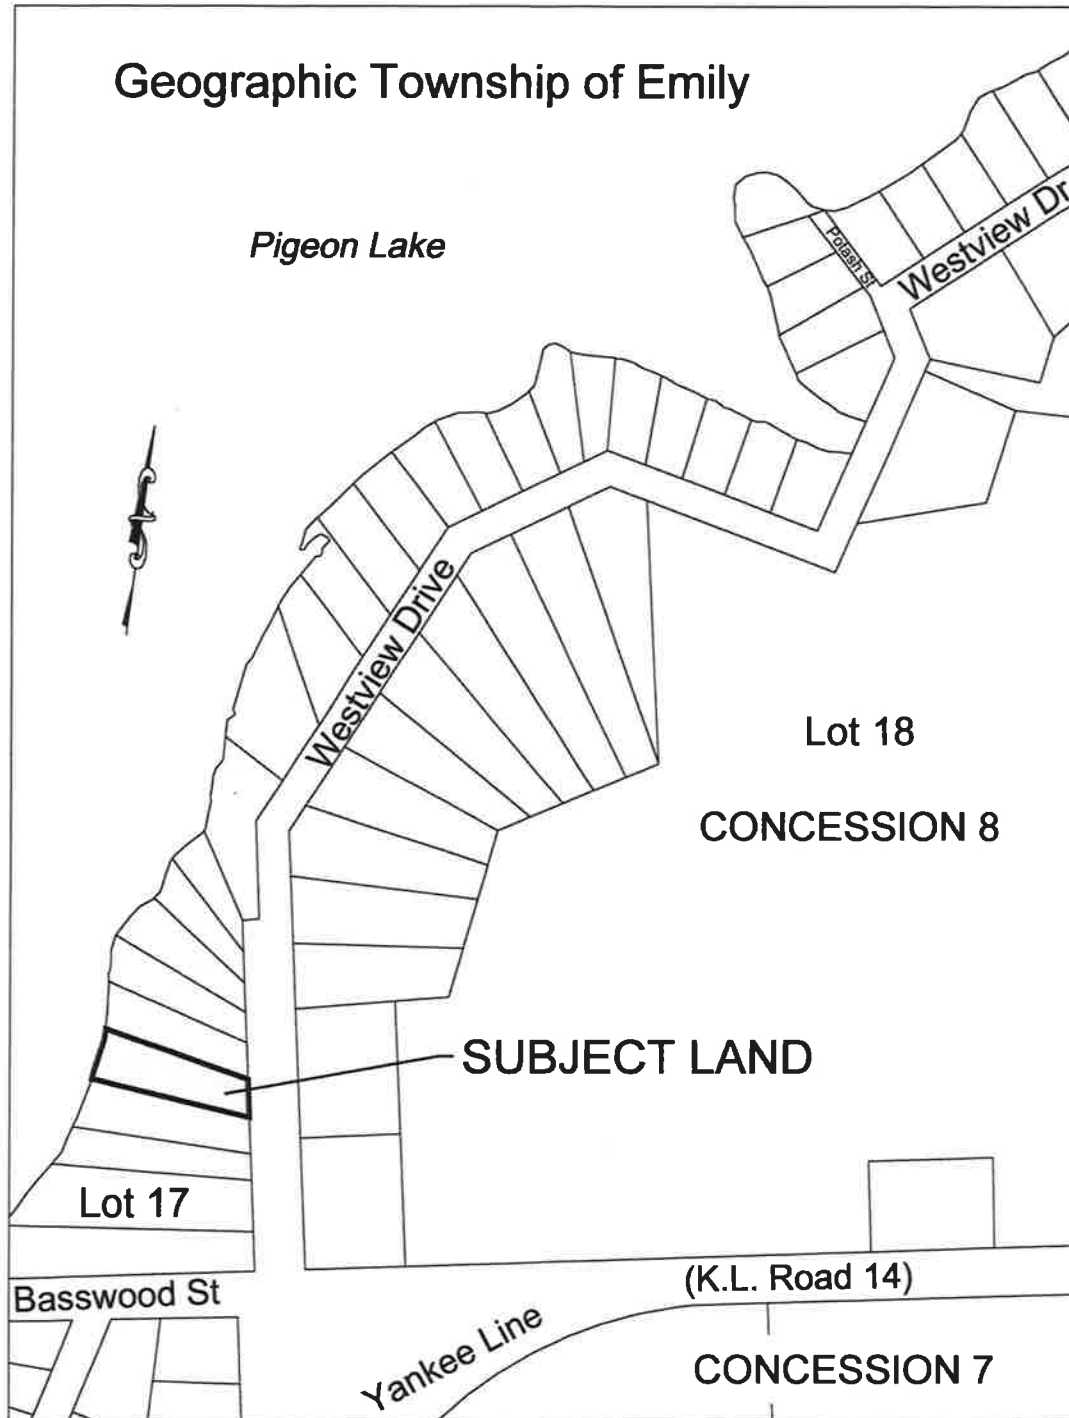 Geographic Township of Emily
Pigeon Lake
Polash St
Westview Dr
Westview Drive
Lot 18
CONCESSION 8
SUBJECT LAND
Lot 17
Basswood St
(K.L. Road 14)
Yankee Line
CONCESSION 7